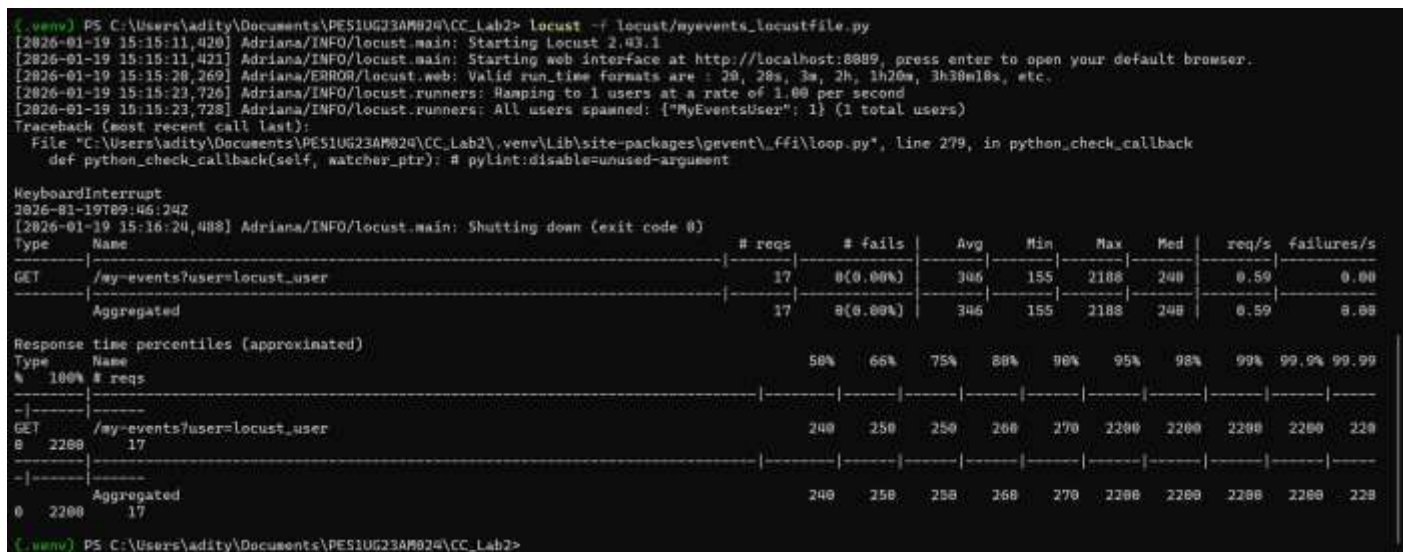 (.venv) PS C:\Users\adity\Documents\PES1UG23AM024\CC_Lab2> locust -f locust/myevents_locustfile.py
[2026-01-19 15:15:11,420] Adriana/INFO/locust.main: Starting Locust 2.43.1
[2026-01-19 15:15:11,421] Adriana/INFO/locust.main: Starting web interface at http://localhost:8089, press enter to open your default browser.
[2026-01-19 15:15:20,269] Adriana/ERROR/locust.web: Valid run_time formats are : 20, 20s, 3m, 2h, 1h20m, 3h30m10s, etc.
[2026-01-19 15:15:23,726] Adriana/INFO/locust.runners: Ramping to 1 users at a rate of 1.00 per second
[2026-01-19 15:15:23,728] Adriana/INFO/locust.runners: All users spawned: {"MyEventsUser": 1} (1 total users)
Traceback (most recent call last):
  File "C:\Users\adity\Documents\PES1UG23AM024\CC_Lab2\.venv\Lib\site-packages\gevent\_ffi\loop.py", line 279, in python_check_callback
    def python_check_callback(self, watcher_ptr): # pylint:disable=unused-argument
KeyboardInterrupt
2026-01-19T09:46:24Z
[2026-01-19 15:16:24,488] Adriana/INFO/locust.main: Shutting down (exit code 0)
Type     Name     # reqs     # fails |     Avg     Min     Max     Med |     req/s  failures/s
--------|--------|-------|-------------|-------|-------|-------|-------|--------|-----------
GET     /my-events?user=locust_user     17     0(0.00%) |     346     155     2188     240 |     0.59     0.00
--------|--------|-------|-------------|-------|-------|-------|-------|--------|-----------
Aggregated     17     0(0.00%) |     346     155     2188     240 |     0.59     0.00
Response time percentiles (approximated)
Type     Name     50%     66%     75%     80%     90%     95%     98%     99%  99.9% 99.99
%   100% # reqs
--------|--------|--------|------|------|------|------|------|------|------|------|-----
-|------|------
GET     /my-events?user=locust_user     240     250     250     260     270   2200   2200   2200   2200   220
0   2200     17
--------|--------|--------|------|------|------|------|------|------|------|------|-----
-|------|------
Aggregated     240     250     250     260     270   2200   2200   2200   2200   220
0   2200     17
(.venv) PS C:\Users\adity\Documents\PES1UG23AM024\CC_Lab2>